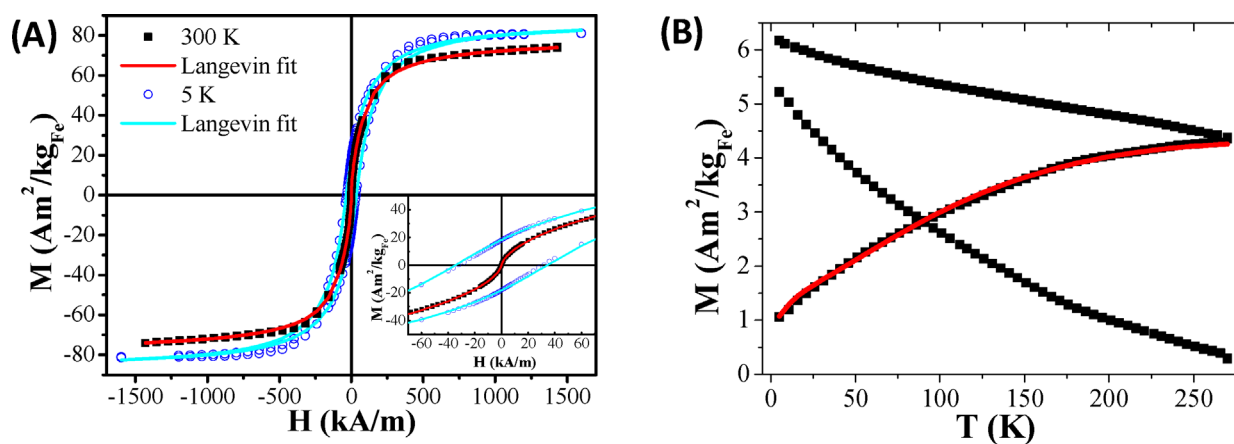 (A)
80
60
40
20
0
-20
-40
-60
-80
M (Am²/kg_Fe)
300 K
Langevin fit
5 K
Langevin fit
-1500 -1000 -500 0 500 1000 1500
H (kA/m)
40
20
0
-20
-40
M (Am²/kg_Fe)
-60 -40 -20 0 20 40 60
H (kA/m)
(B)
6
5
4
3
2
1
0
M (Am²/kg_Fe)
0 50 100 150 200 250
T (K)